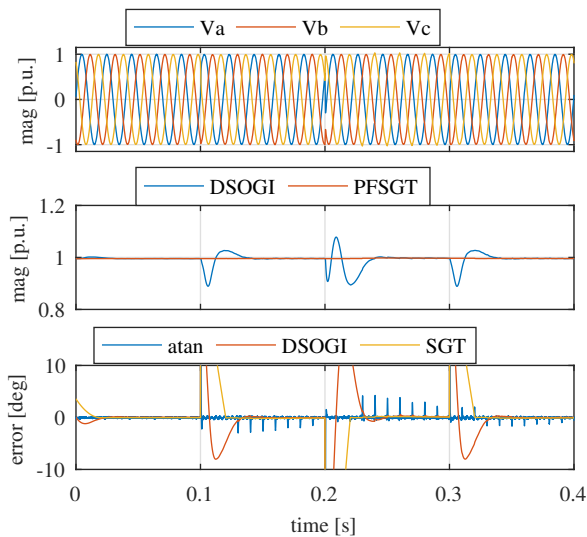 Va Vb Vc
1
0
-1
mag [p.u.]
DSOGI PFSGT
1.2
1
0.8
mag [p.u.]
atan DSOGI SGT
10
0
-10
error [deg]
0 0.1 0.2 0.3 0.4
time [s]